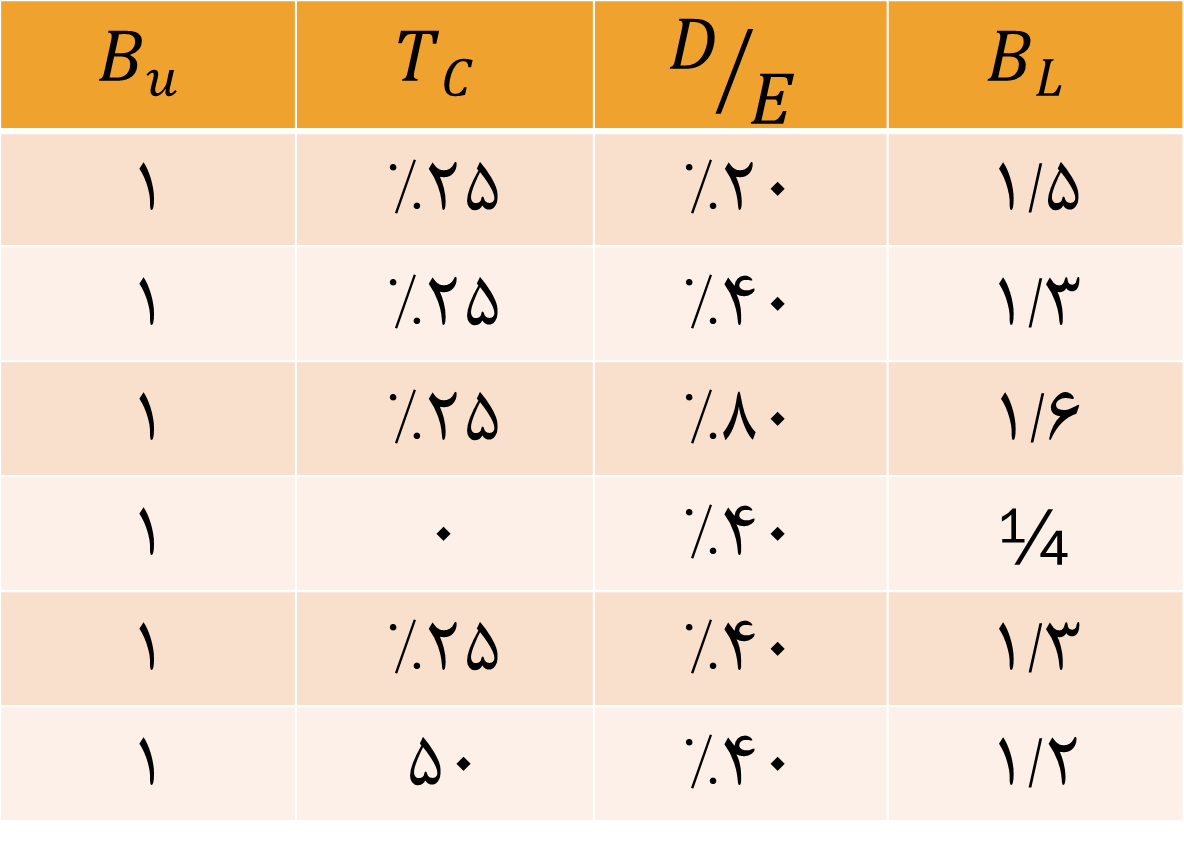 B_u T_C D/E B_L
۱ ٪۲۵ ٪۲۰ ۱/۵
۱ ٪۲۵ ٪۴۰ ۱/۳
۱ ٪۲۵ ٪۸۰ ۱/۶
۱ ۰ ٪۴۰ ¼
۱ ٪۲۵ ٪۴۰ ۱/۳
۱ ۵۰ ٪۴۰ ۱/۲